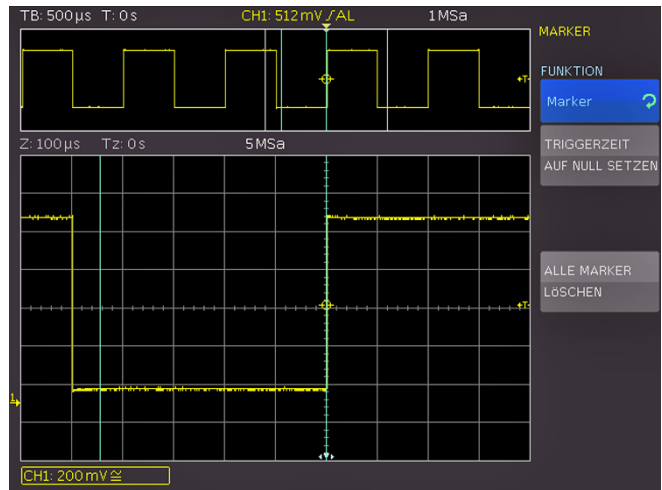 TB: 500µs T: 0s CH1: 512mV / AL 1MSa
MARKER
FUNKTION
Marker
TRIGGERZEIT
AUF NULL SETZEN
ALLE MARKER
LÖSCHEN
Z: 100µs Tz: 0s 5MSa
T
T
1
CH1: 200mV ≅